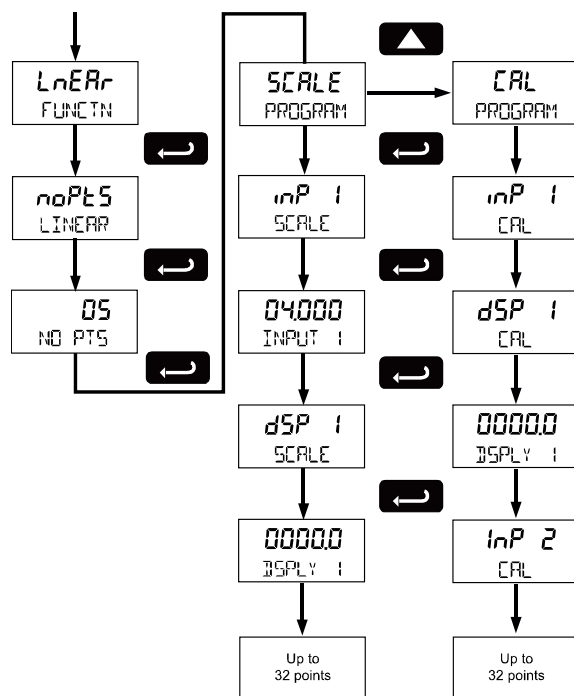 LnEAr
FUNCTN
noPtS
LINEAR
05
NO PTS
SCALE
PROGRAM
inP 1
SCALE
04.000
INPUT 1
dSP 1
SCALE
0000.0
DSPLY 1
Up to
32 points
CAL
PROGRAM
inP 1
CAL
dSP 1
CAL
0000.0
DSPLY 1
InP 2
CAL
Up to
32 points